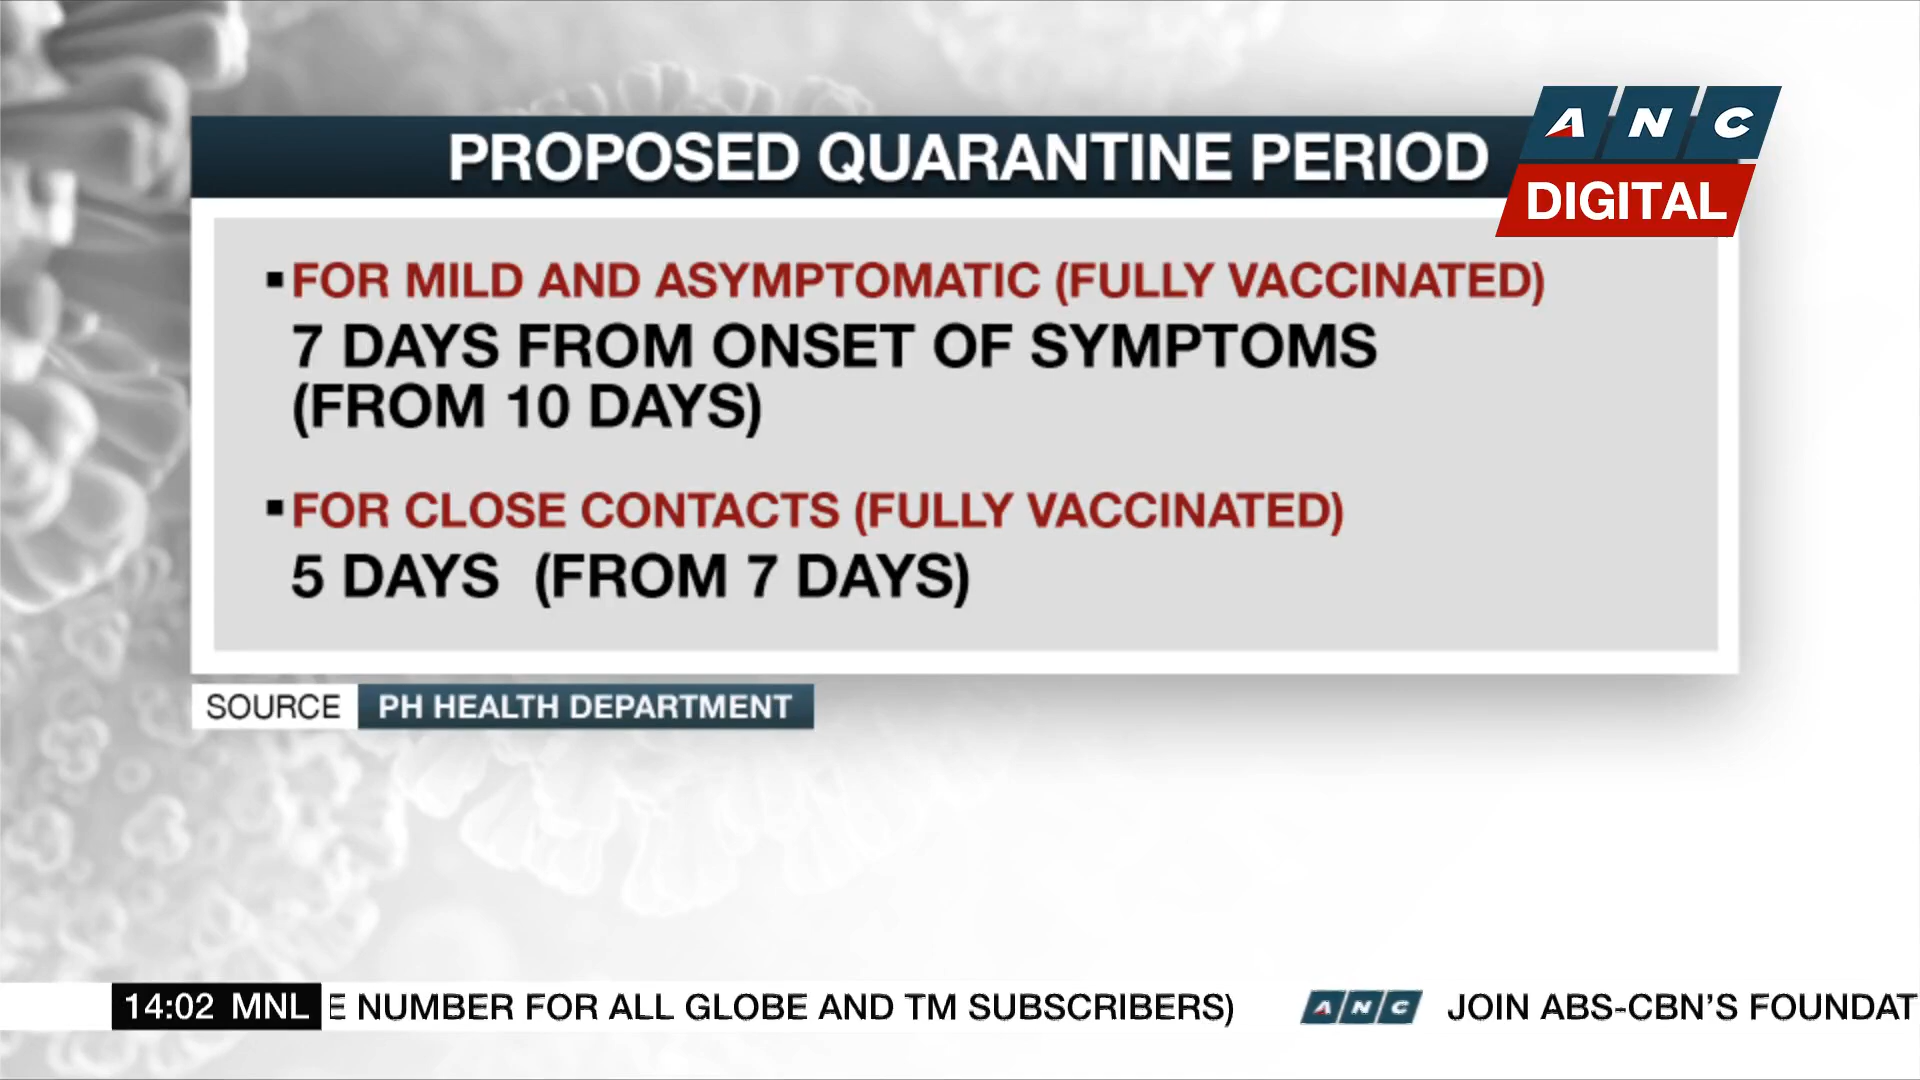 PROPOSED QUARANTINE PERIOD
ANC
DIGITAL
▪FOR MILD AND ASYMPTOMATIC (FULLY VACCINATED)
7 DAYS FROM ONSET OF SYMPTOMS
(FROM 10 DAYS)
▪FOR CLOSE CONTACTS (FULLY VACCINATED)
5 DAYS (FROM 7 DAYS)
SOURCE PH HEALTH DEPARTMENT
14:02 MNL E NUMBER FOR ALL GLOBE AND TM SUBSCRIBERS) ANC JOIN ABS-CBN'S FOUNDAT